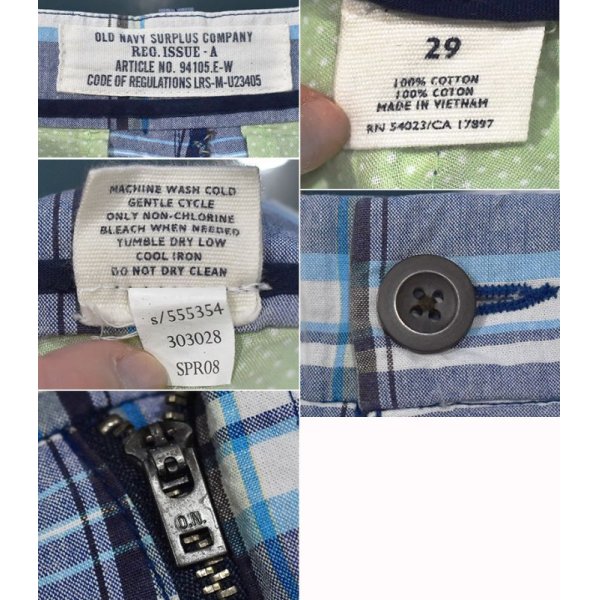 OLD NAVY SURPLUS COMPANY
REG. ISSUE - A
ARTICLE NO. 94105.E-W
CODE OF REGULATIONS LRS-M-U23405
29
100% COTTON
100% COTON
MADE IN VIETNAM
RN 54023/CA 17897
MACHINE WASH COLD
GENTLE CYCLE
ONLY NON-CHLORINE
BLEACH WHEN NEEDED
TUMBLE DRY LOW
COOL IRON
DO NOT DRY CLEAN
s/555354
303028
SPR08
O.N.